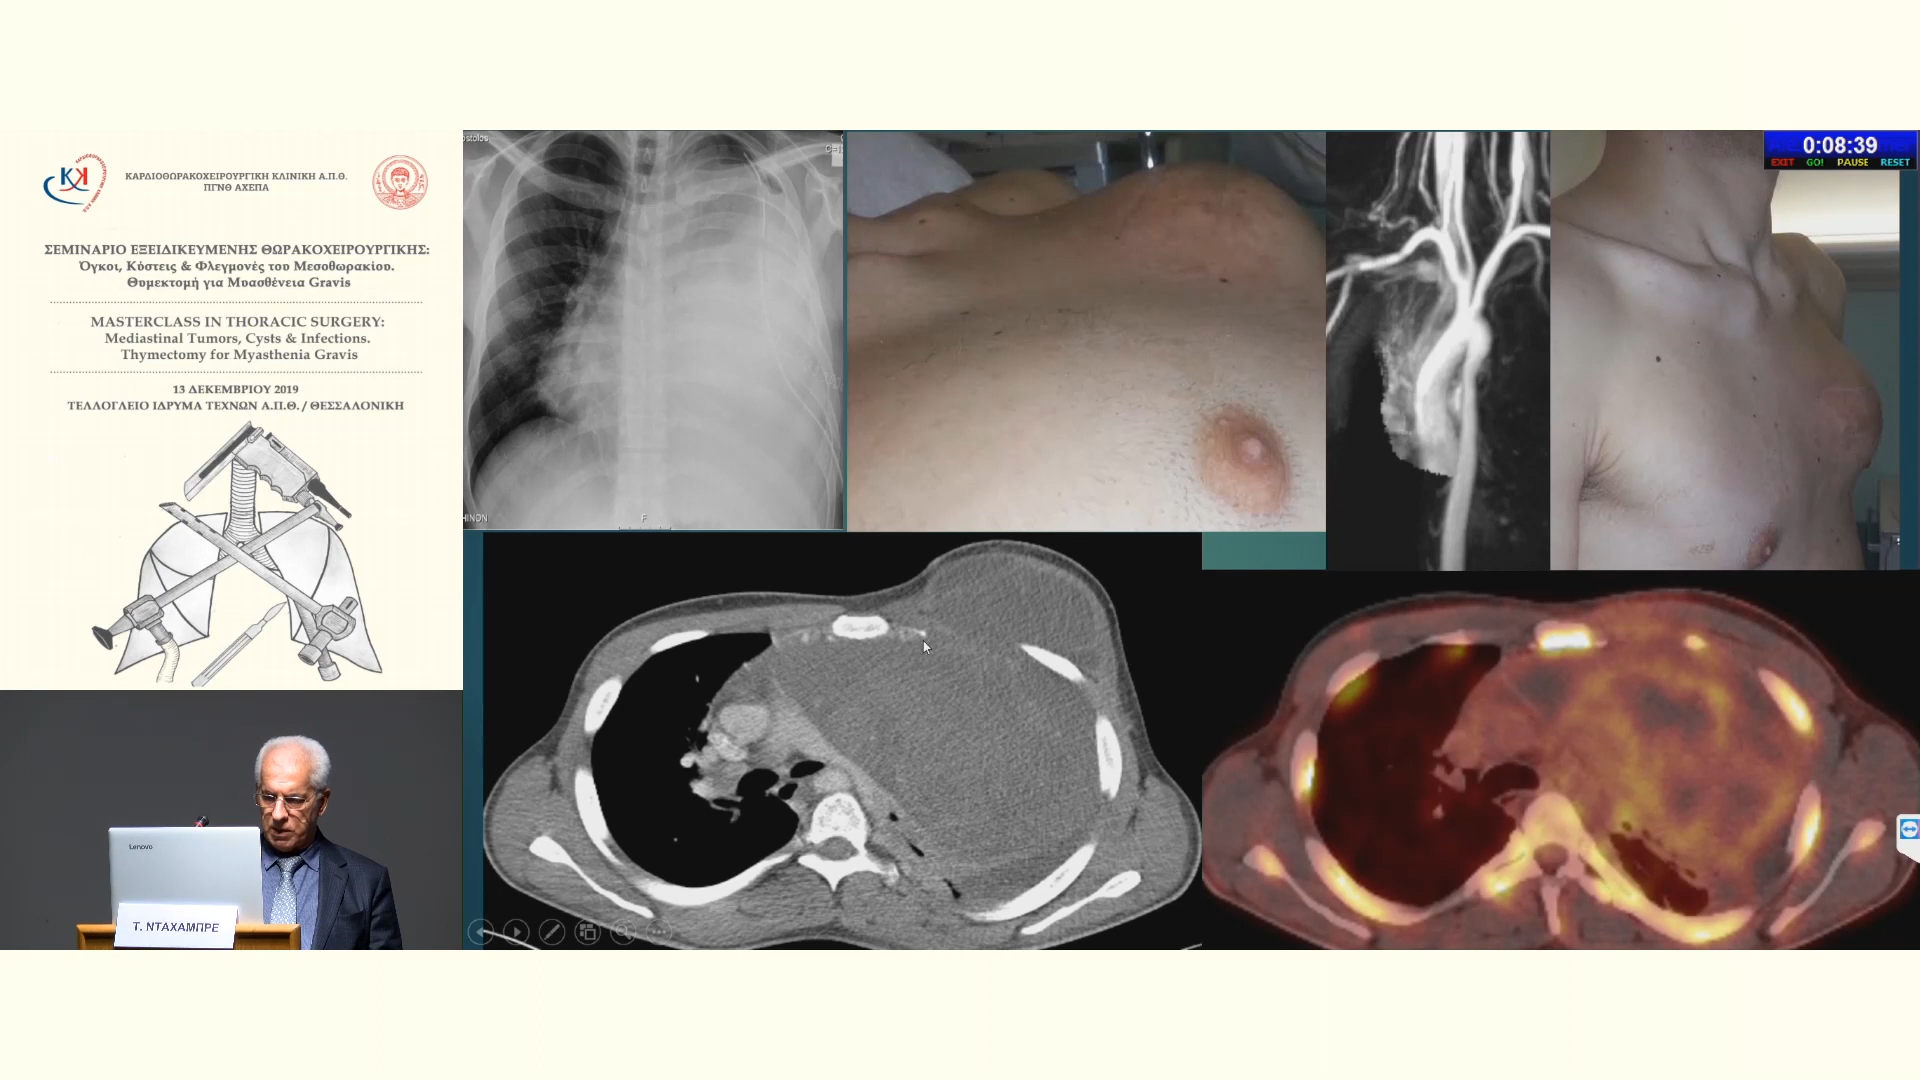 ΚΚ
ΚΑΡΔΙΟΘΩΡΑΚΟΧΕΙΡΟΥΡΓΙΚΗ ΚΛΙΝΙΚΗ Α.Π.Θ.
ΠΓΝΘ ΑΧΕΠΑ
ΣΕΜΙΝΑΡΙΟ ΕΞΕΙΔΙΚΕΥΜΕΝΗΣ ΘΩΡΑΚΟΧΕΙΡΟΥΡΓΙΚΗΣ:
Όγκοι, Κύστεις & Φλεγμονές του Μεσοθωρακίου.
Θυμεκτομή για Μυασθένεια Gravis
MASTERCLASS IN THORACIC SURGERY:
Mediastinal Tumors, Cysts & Infections.
Thymectomy for Myasthenia Gravis
13 ΔΕΚΕΜΒΡΙΟΥ 2019
ΤΕΛΛΟΓΛΕΙΟ ΙΔΡΥΜΑ ΤΕΧΝΩΝ Α.Π.Θ. / ΘΕΣΣΑΛΟΝΙΚΗ
Lenovo
Τ. ΝΤΑΧΑΜΠΡΕ
F
0:08:39
EXIT GO! PAUSE RESET